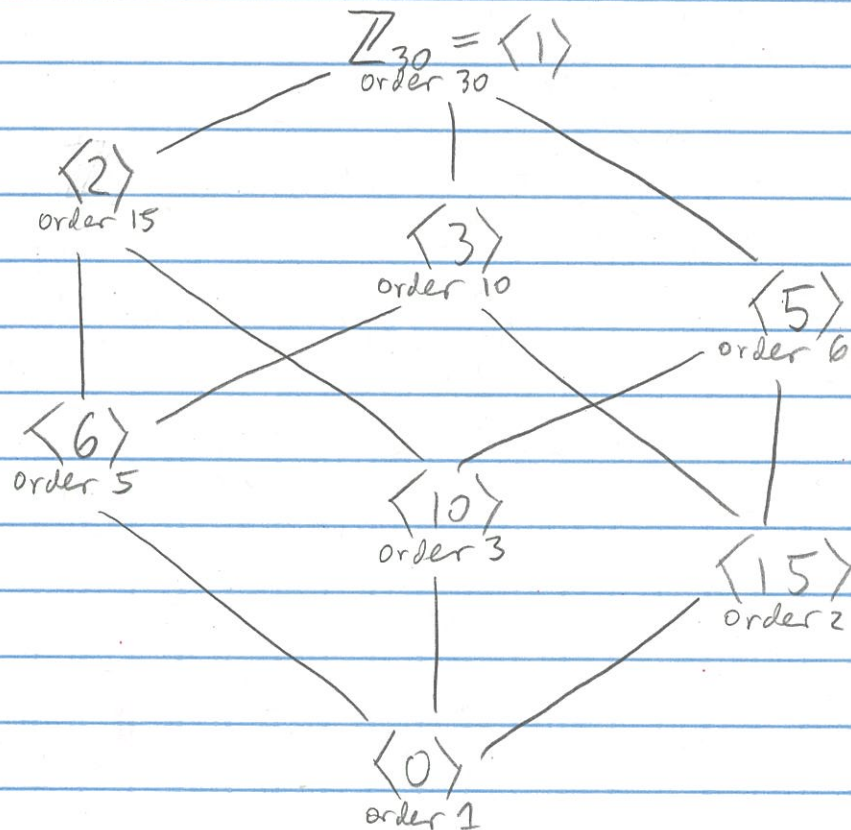 ℤ₃₀ = ⟨1⟩
order 30
⟨2⟩
order 15
⟨3⟩
order 10
⟨5⟩
order 6
⟨6⟩
order 5
⟨10⟩
order 3
⟨15⟩
order 2
⟨0⟩
order 1